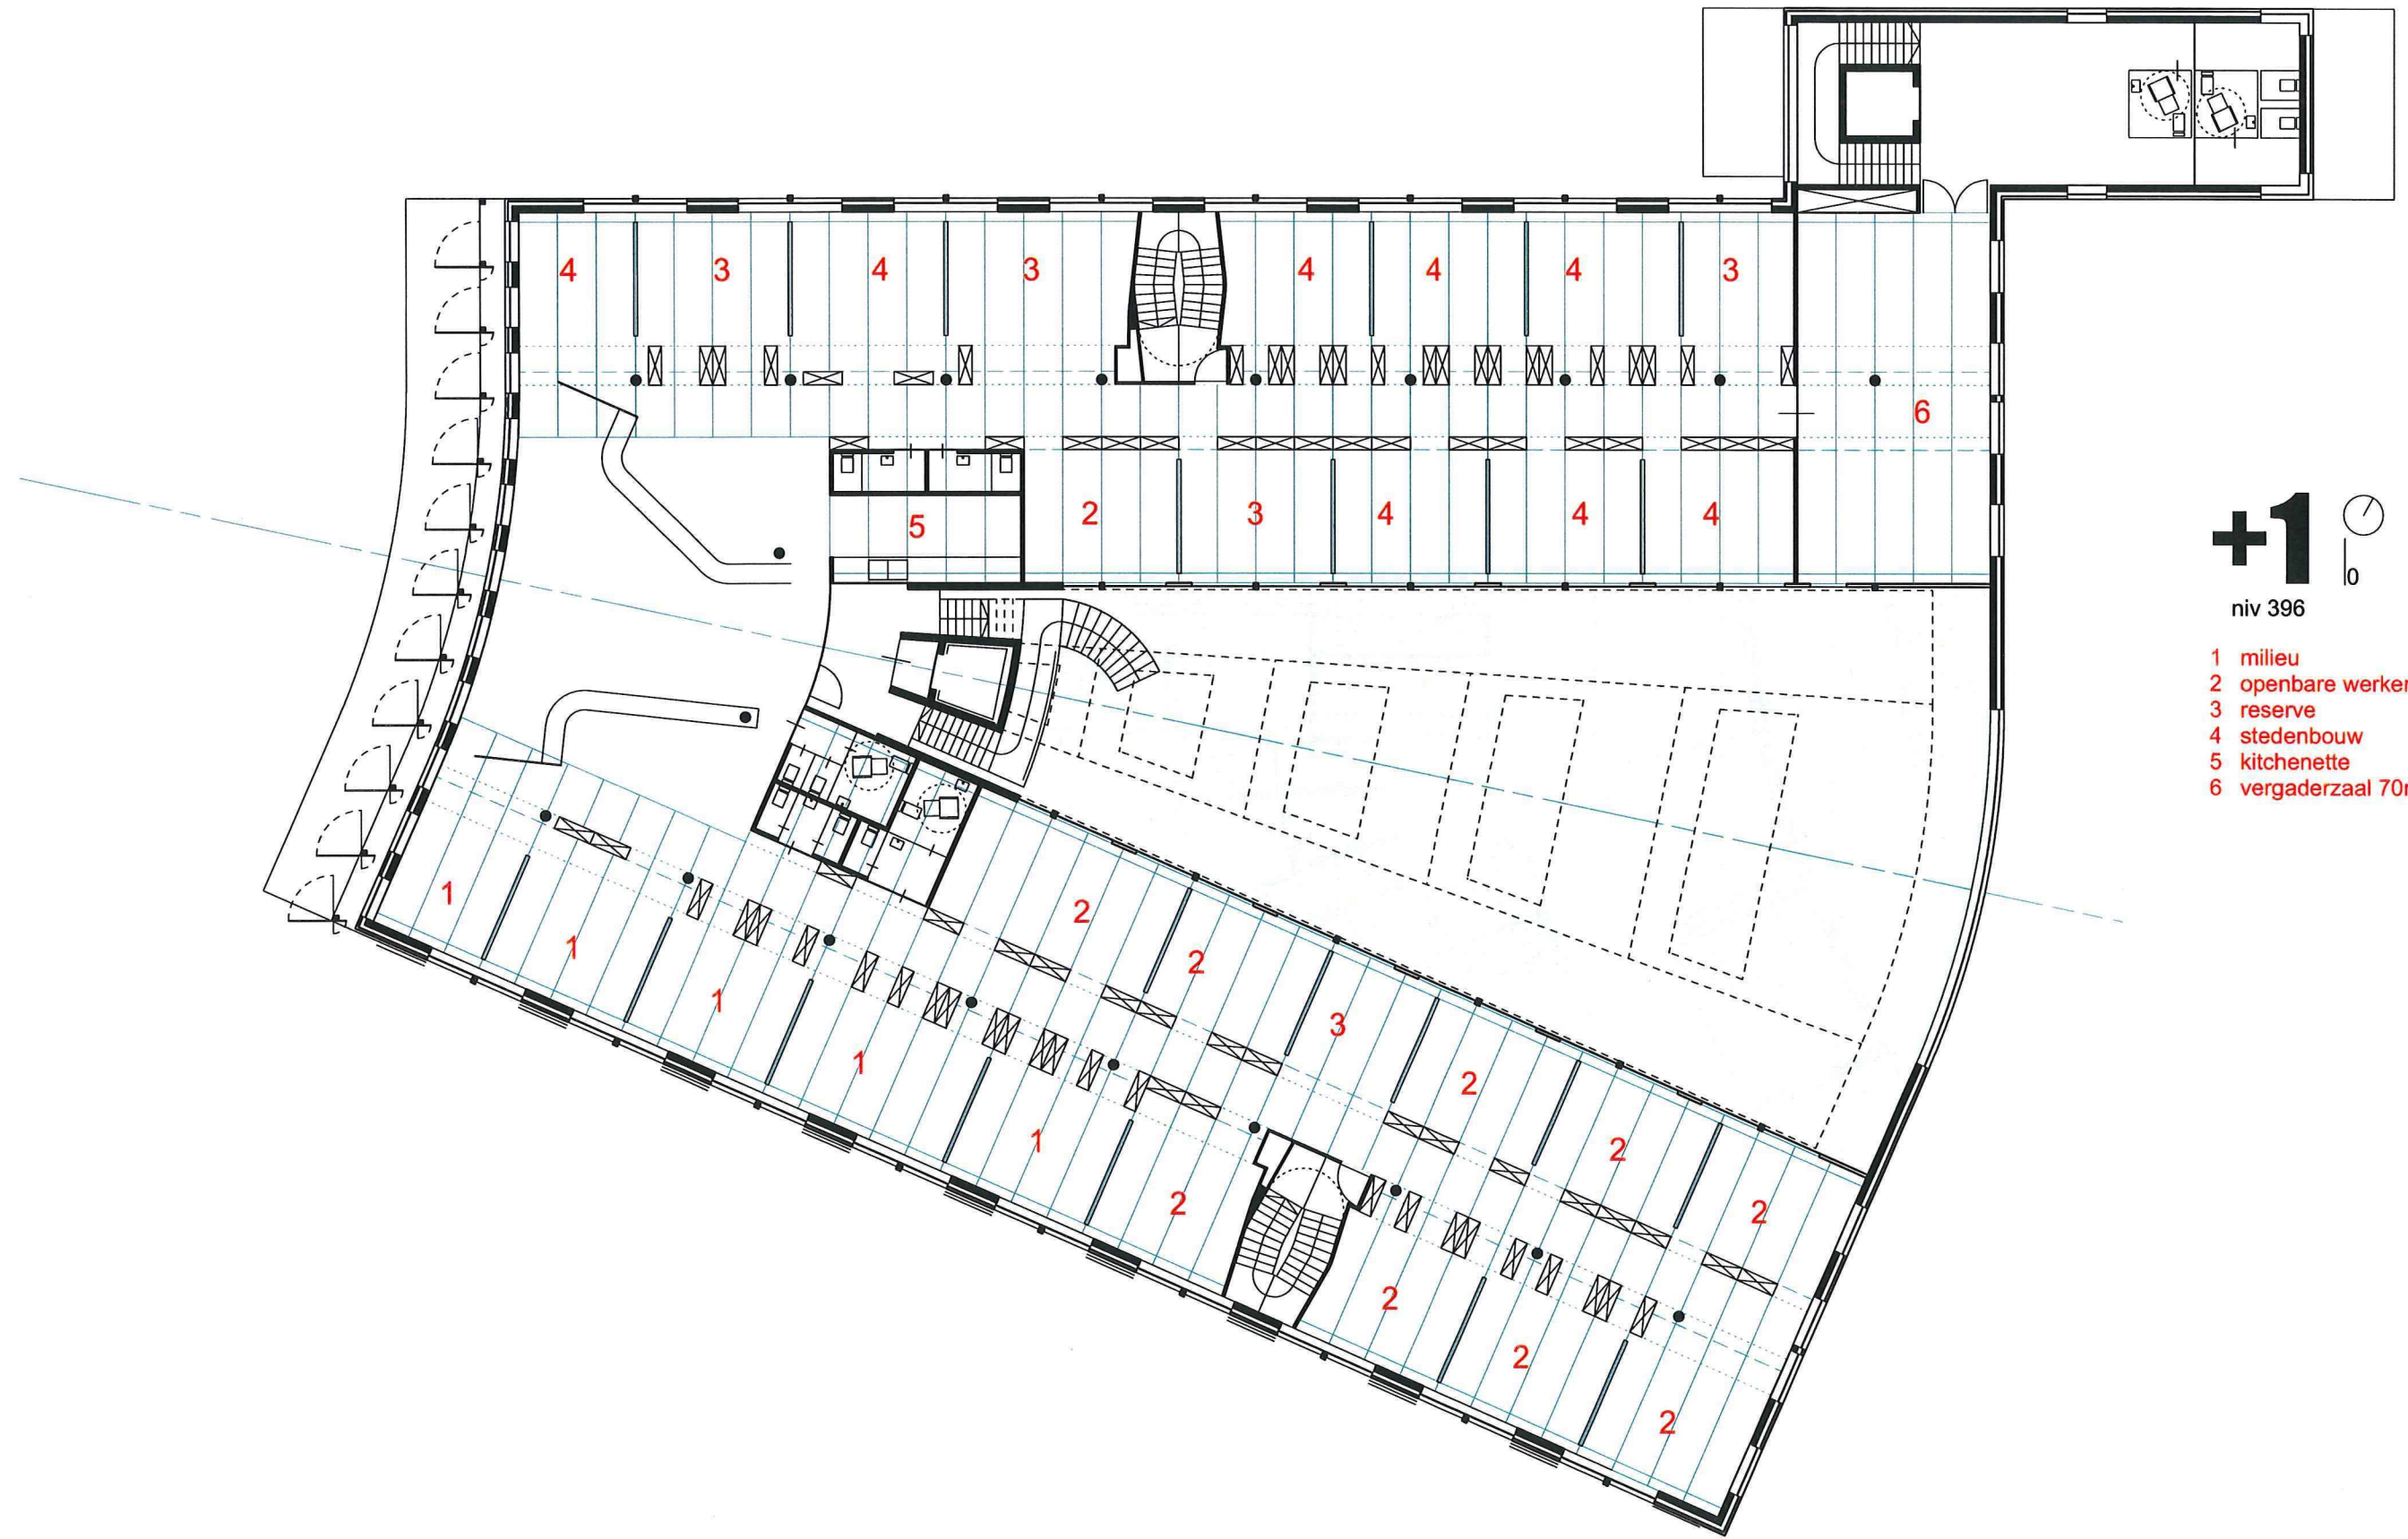 4 3 4 3 4 4 4 3
6
5 2 3 4 4 4
1 1 1 1 1 2 2 2 2
2 2 3 2 2 2
+1
0
niv 396
1 milieu
2 openbare werken
3 reserve
4 stedenbouw
5 kitchenette
6 vergaderzaal